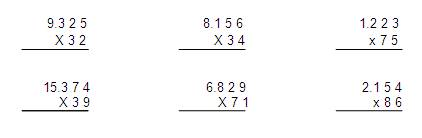 9.3 2 5 8.1 5 6 1.2 2 3
X 3 2 X 3 4 x 7 5
15.3 7 4 6.8 2 9 2.1 5 4
X 3 9 X 7 1 x 8 6